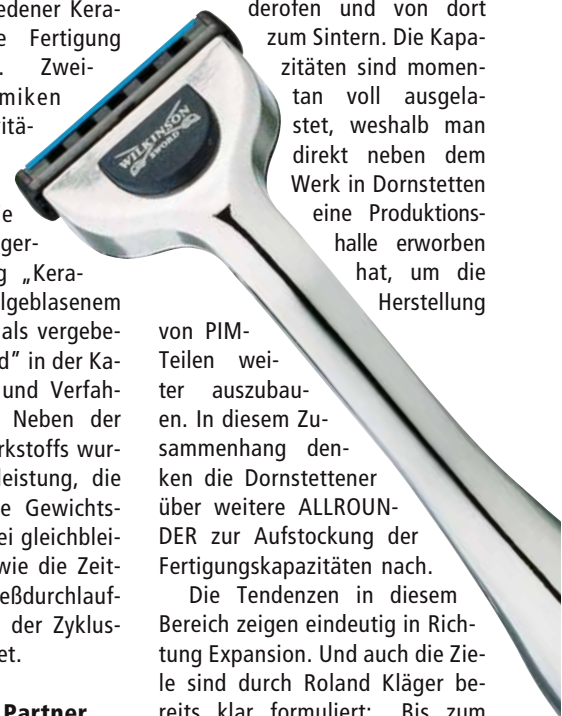 edener Kera-
e Fertigung
. Zwei-
miken
itä-
e
ger-
g „Kera-
lgeblasenem
als vergebe-
d” in der Ka-
und Verfah-
Neben der
rkstoffs wur-
leistung, die
e Gewichts-
ei gleichblei-
wie die Zeit-
eßdurchlauf-
der Zyklus-
et.
Partner
WILKINSON
SWORD
derofen und von dort
zum Sintern. Die Kapa-
zitäten sind momen-
tan voll ausgela-
stet, weshalb man
direkt neben dem
Werk in Dornstetten
eine Produktions-
halle erworben
hat, um die
Herstellung
von PIM-
Teilen wei-
ter auszubau-
en. In diesem Zu-
sammenhang den-
ken die Dornstettener
über weitere ALLROUN-
DER zur Aufstockung der
Fertigungskapazitäten nach.
Die Tendenzen in diesem
Bereich zeigen eindeutig in Rich-
tung Expansion. Und auch die Zie-
le sind durch Roland Kläger be-
reits klar formuliert: „Bis zum